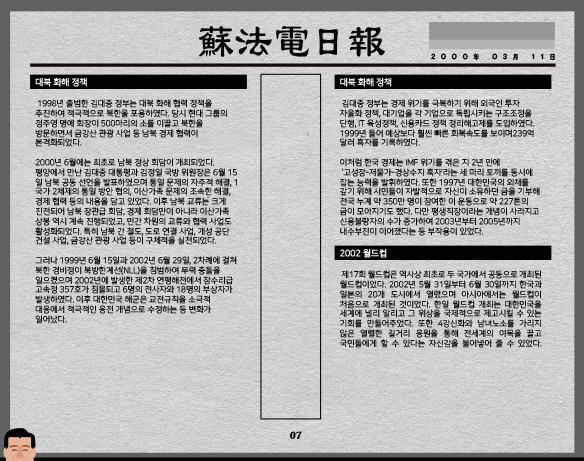 蘇法電日報
2000年 03月 11日
대북 화해 정책
1998년 출범한 김대중 정부는 대북 화해 협력 정책을
추진하여 적극적으로 북한을 포용하였다. 당시 현대 그룹의
정주영 명예 회장이 500마리의 소를 이끌고 북한을
방문하면서 금강산 관광 사업 등 남북 경제 협력이
본격화되었다.
2000년 6월에는 최초로 남북 정상 회담이 개최되었다.
평양에서 만난 김대중 대통령과 김정일 국방 위원장은 6월 15
일 남북 공동 선언을 발표하였으며 통일 문제의 자주적 해결, 1
국가 2체제의 통일 방안 협의, 이산가족 문제의 조속한 해결,
경제 협력 등의 내용을 담고 있었다. 이후 남북 교류는 크게
진전되어 남북 장관급 회담, 경제 회담만이 아니라 이산가족
상봉 역시 계속 진행되었고, 민간 차원의 교류와 협력 사업도
활성화되었다. 특히 남북 간 철도, 도로 연결 사업, 개성 공단
건설 사업, 금강산 관광 사업 등이 구체적을 실천되었다.
그러나 1999년 6월 15일과 2002년 6월 29일, 2차례에 걸쳐
북한 경비정이 북방한계선(NLL)을 침범하여 무력 충돌을
일으켰으며 2002년에 발생한 제2차 연평해전에서 참수리급
고속정 357호가 침몰되고 6명의 전사자와 18명의 부상자가
발생하였다. 이후 대한민국 해군은 교전규칙을 소극적
대응에서 적극적인 응전 개념으로 수정하는 등 변화가
일어났다.
대북 화해 정책
김대중 정부는 경제 위기를 극복하기 위해 외국인 투자
자율화 정책, 대기업을 각 기업으로 독립시키는 구조조정을
단행, IT 육성정책, 신용카드 정책 정리해고제를 도입하였다.
1999년 들어 예상보다 훨씬 빠른 회복속도를 보이며239억
달러 흑자를 기록하였다.
이처럼 한국 경제는 IMF 위기를 겪은 지 2년 만에
'고성장-저물가-경상수지 흑자'라는 세 마리 토끼를 동시에
잡는 능력을 발휘하였다. 또한 1997년 대한민국의 외채를
갚기 위해 시민들이 자발적으로 자신이 소유하던 금을 기부해
전국 누계 약 350만 명이 참여한 이 운동으로 약 227톤의
금이 모아지기도 했다. 다만 평생직장이라는 개념이 사라지고
신용불량자의 수가 증가하여 2003년부터 2005년까지
내수부진이 이어졌다는 등 부작용이 있었다.
2002 월드컵
제17회 월드컵은 역사상 최초로 두 국가에서 공동으로 개최된
월드컵이었다. 2002년 5월 31일부터 6월 30일까지 한국과
일본의 20개 도시에서 열렸으며 아시아에서는 월드컵이
처음으로 개최된 것이었다. 한일 월드컵 개최는 대한민국을
세계에 널리 알리고 그 위상을 국제적으로 제고시킬 수 있는
기회를 만들어주었다. 또한 4강신화와 남녀노소를 가리지
않은 열렬한 길거리 응원을 통해 전세계의 이목을 끌고
국민들에게 할 수 있다는 자신감을 불어넣어 줄 수 있었다.
07